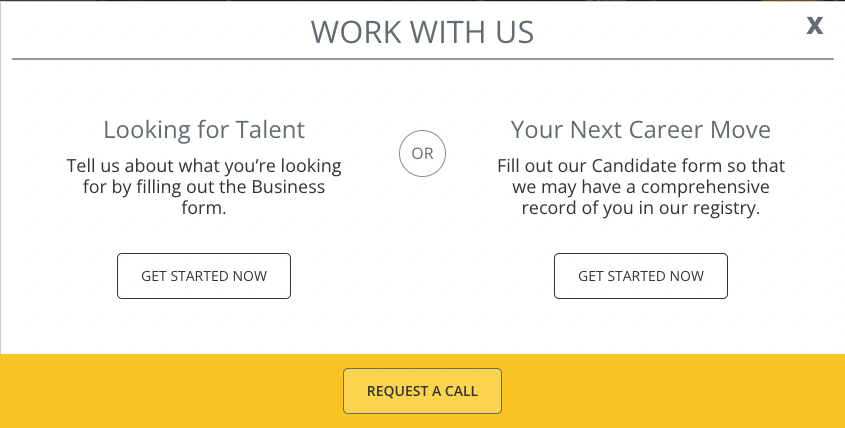 WORK WITH US
X
Looking for Talent
Tell us about what you’re looking
for by filling out the Business
form.
GET STARTED NOW
OR
Your Next Career Move
Fill out our Candidate form so that
we may have a comprehensive
record of you in our registry.
GET STARTED NOW
REQUEST A CALL